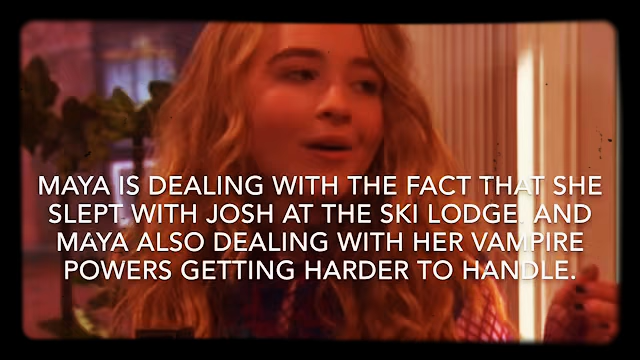 MAYA IS DEALING WITH THE FACT THAT SHE
SLEPT WITH JOSH AT THE SKI LODGE. AND
MAYA ALSO DEALING WITH HER VAMPIRE
POWERS GETTING HARDER TO HANDLE.